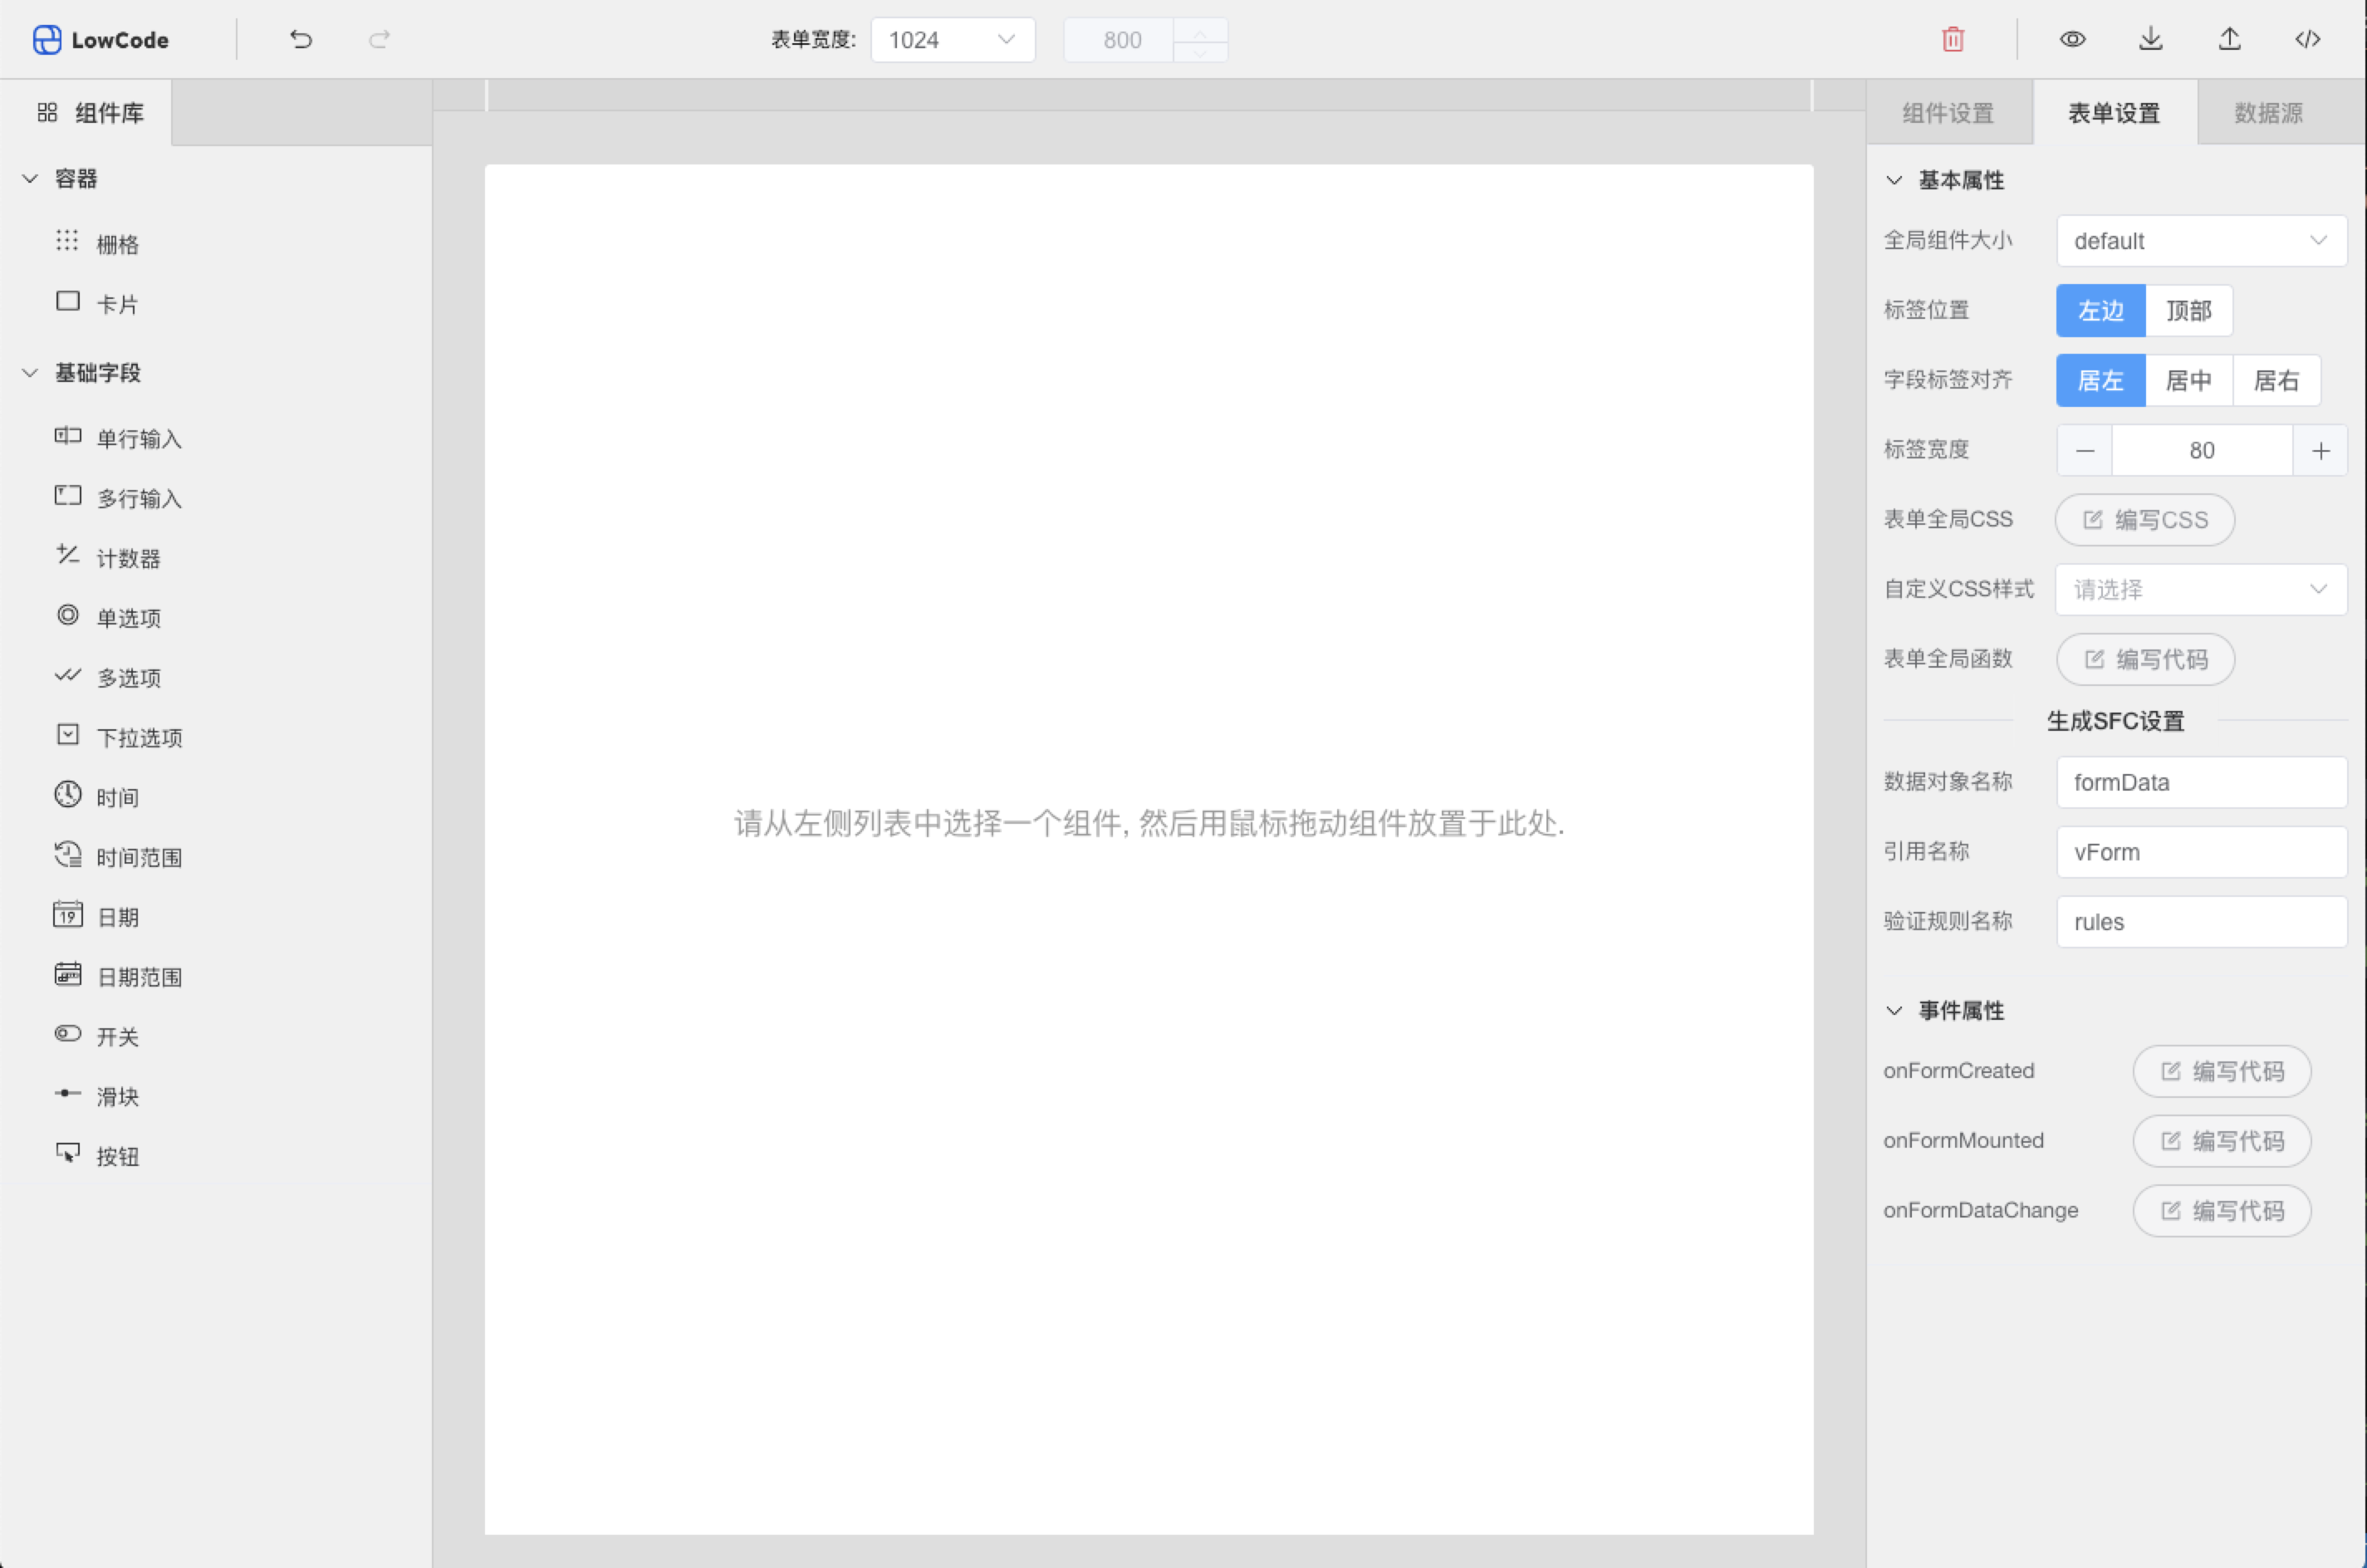 LowCode
表单宽度:
1024
800
组件库
容器
栅格
卡片
基础字段
单行输入
多行输入
计数器
单选项
多选项
下拉选项
时间
时间范围
19
日期
日期范围
开关
滑块
按钮
请从左侧列表中选择一个组件, 然后用鼠标拖动组件放置于此处.
组件设置
表单设置
数据源
基本属性
全局组件大小
default
标签位置
左边
顶部
字段标签对齐
居左
居中
居右
标签宽度
80
表单全局CSS
编写CSS
自定义CSS样式
请选择
表单全局函数
编写代码
生成SFC设置
数据对象名称
formData
引用名称
vForm
验证规则名称
rules
事件属性
onFormCreated
编写代码
onFormMounted
编写代码
onFormDataChange
编写代码